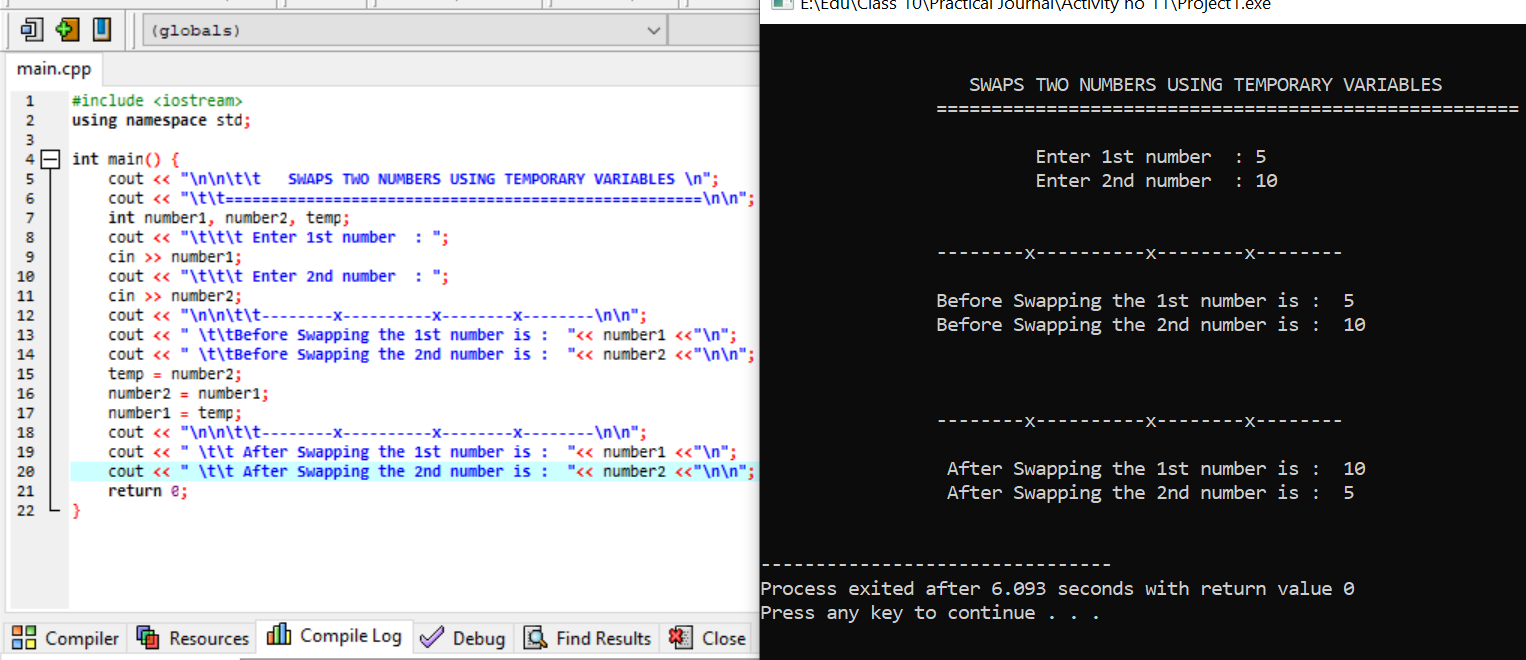 (globals)
main.cpp
1 #include <iostream>
2 using namespace std;
3
4 int main() {
5 cout << "\n\n\t\t   SWAPS TWO NUMBERS USING TEMPORARY VARIABLES \n";
6 cout << "\t\t=====================================================\n\n";
7 int number1, number2, temp;
8 cout << "\t\t\t Enter 1st number  : ";
9 cin >> number1;
10 cout << "\t\t\t Enter 2nd number  : ";
11 cin >> number2;
12 cout << "\n\n\t\t--------x----------x--------x--------\n\n";
13 cout << " \t\tBefore Swapping the 1st number is :  "<< number1 <<"\n";
14 cout << " \t\tBefore Swapping the 2nd number is :  "<< number2 <<"\n\n";
15 temp = number2;
16 number2 = number1;
17 number1 = temp;
18 cout << "\n\n\t\t--------x----------x--------x--------\n\n";
19 cout << " \t\t After Swapping the 1st number is :  "<< number1 <<"\n";
20 cout << " \t\t After Swapping the 2nd number is :  "<< number2 <<"\n\n";
21 return 0;
22 }
Compiler Resources Compile Log Debug Find Results Close
E:\Edu\Class 10\Practical Journal\Activity no 11\Project1.exe
SWAPS TWO NUMBERS USING TEMPORARY VARIABLES
=====================================================
Enter 1st number  : 5
Enter 2nd number  : 10
--------x----------x--------x--------
Before Swapping the 1st number is :  5
Before Swapping the 2nd number is :  10
--------x----------x--------x--------
After Swapping the 1st number is :  10
After Swapping the 2nd number is :  5
--------------------------------
Process exited after 6.093 seconds with return value 0
Press any key to continue . . .